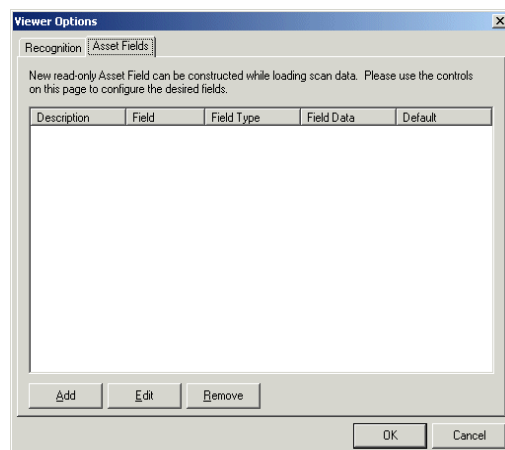 Viewer Options
Recognition Asset Fields
New read-only Asset Field can be constructed while loading scan data. Please use the controls
on this page to configure the desired fields.
Description Field Field Type Field Data Default
Add Edit Remove
OK Cancel